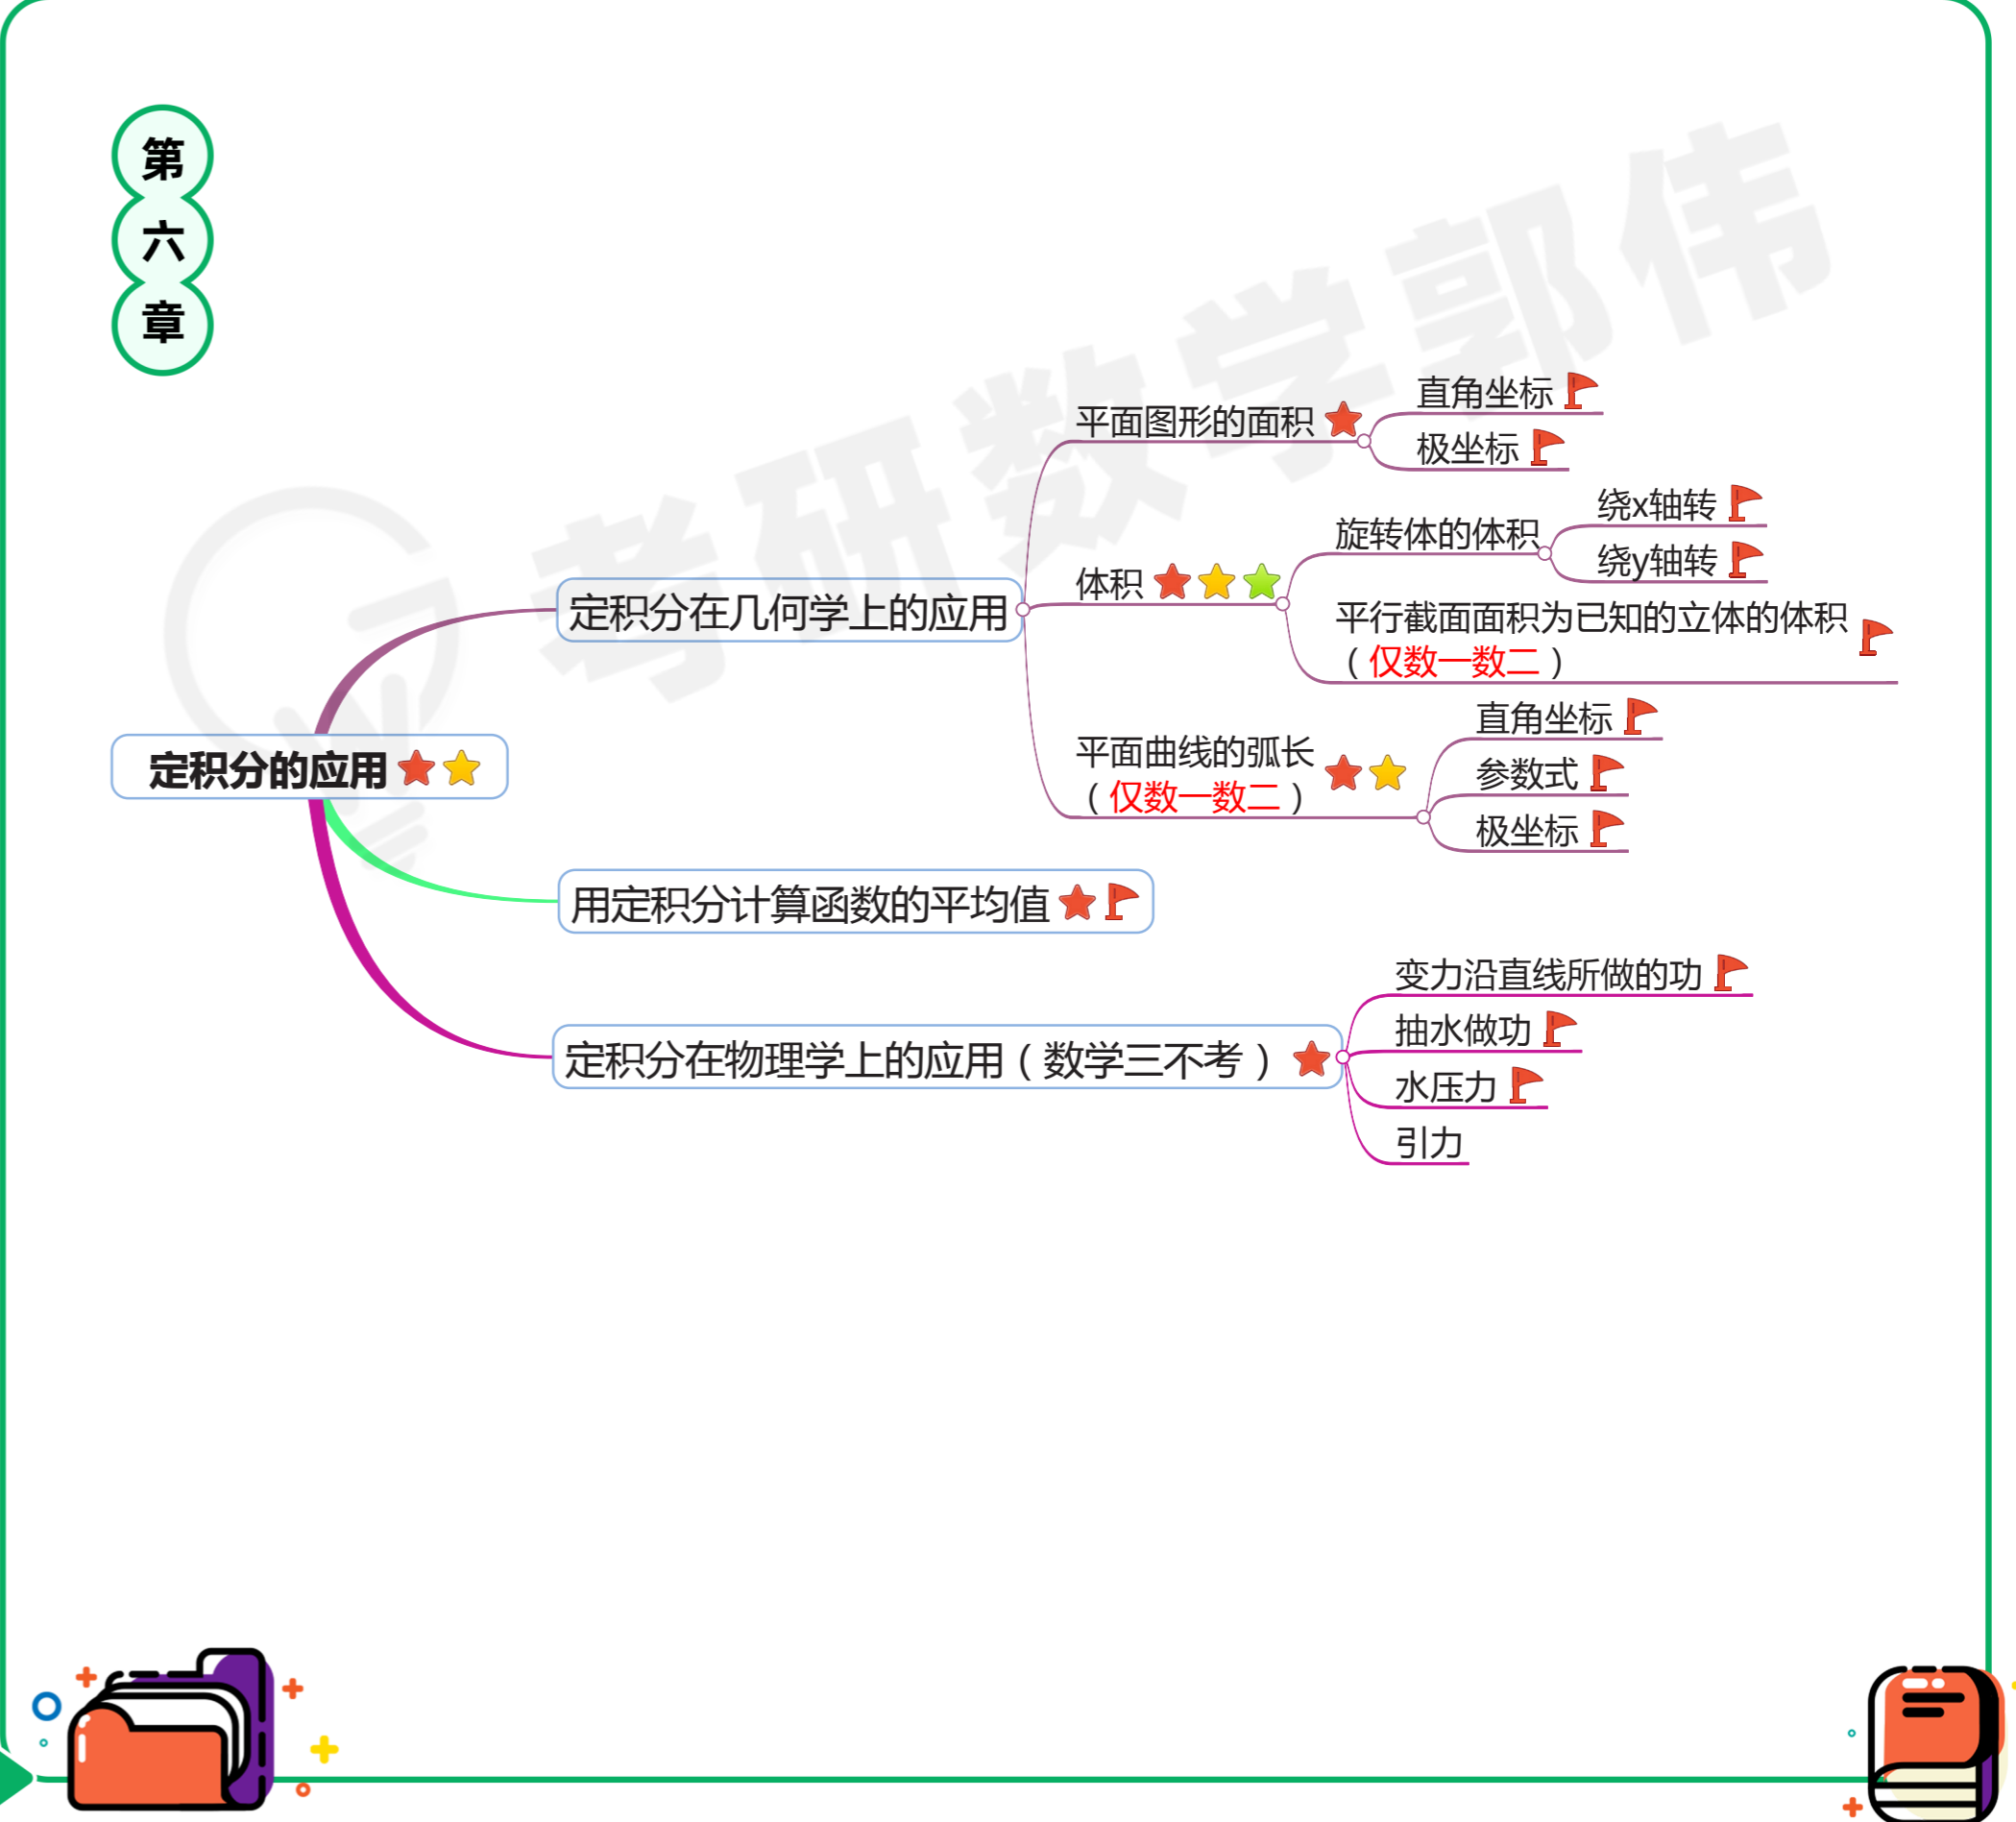 第
六
章
考研数学郭伟
定积分的应用
定积分在几何学上的应用
平面图形的面积
直角坐标
极坐标
体积
旋转体的体积
绕x轴转
绕y轴转
平行截面面积为已知的立体的体积
（仅数一数二）
平面曲线的弧长
（仅数一数二）
直角坐标
参数式
极坐标
用定积分计算函数的平均值
定积分在物理学上的应用（数学三不考）
变力沿直线所做的功
抽水做功
水压力
引力